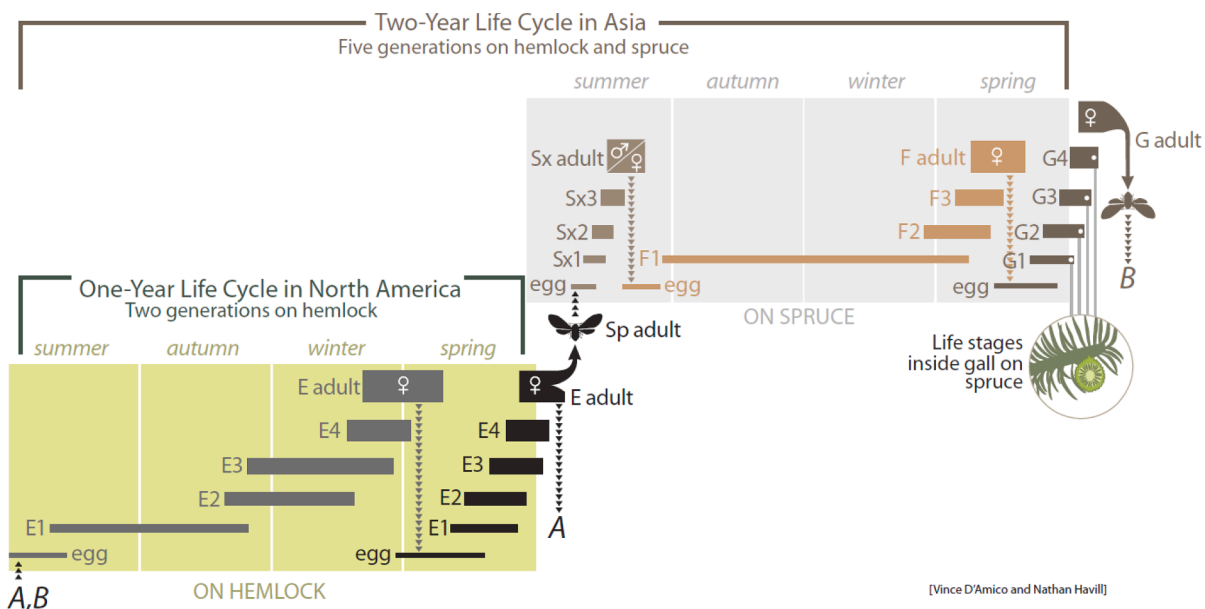 Two-Year Life Cycle in Asia
Five generations on hemlock and spruce
summer autumn winter spring
♀
G adult
Sx adult ♂ ♀
F adult ♀
G4
Sx3
F3
G3
Sx2
F2
G2
Sx1
F1
G1
egg
egg
egg
B
ON SPRUCE
One-Year Life Cycle in North America
Two generations on hemlock
Sp adult
Life stages
inside gall on
spruce
summer autumn winter spring
E adult ♀
♀ E adult
E4
E4
E3
E3
E2
E2
E1
E1
A
egg
egg
A,B
ON HEMLOCK
[Vince D'Amico and Nathan Havill]